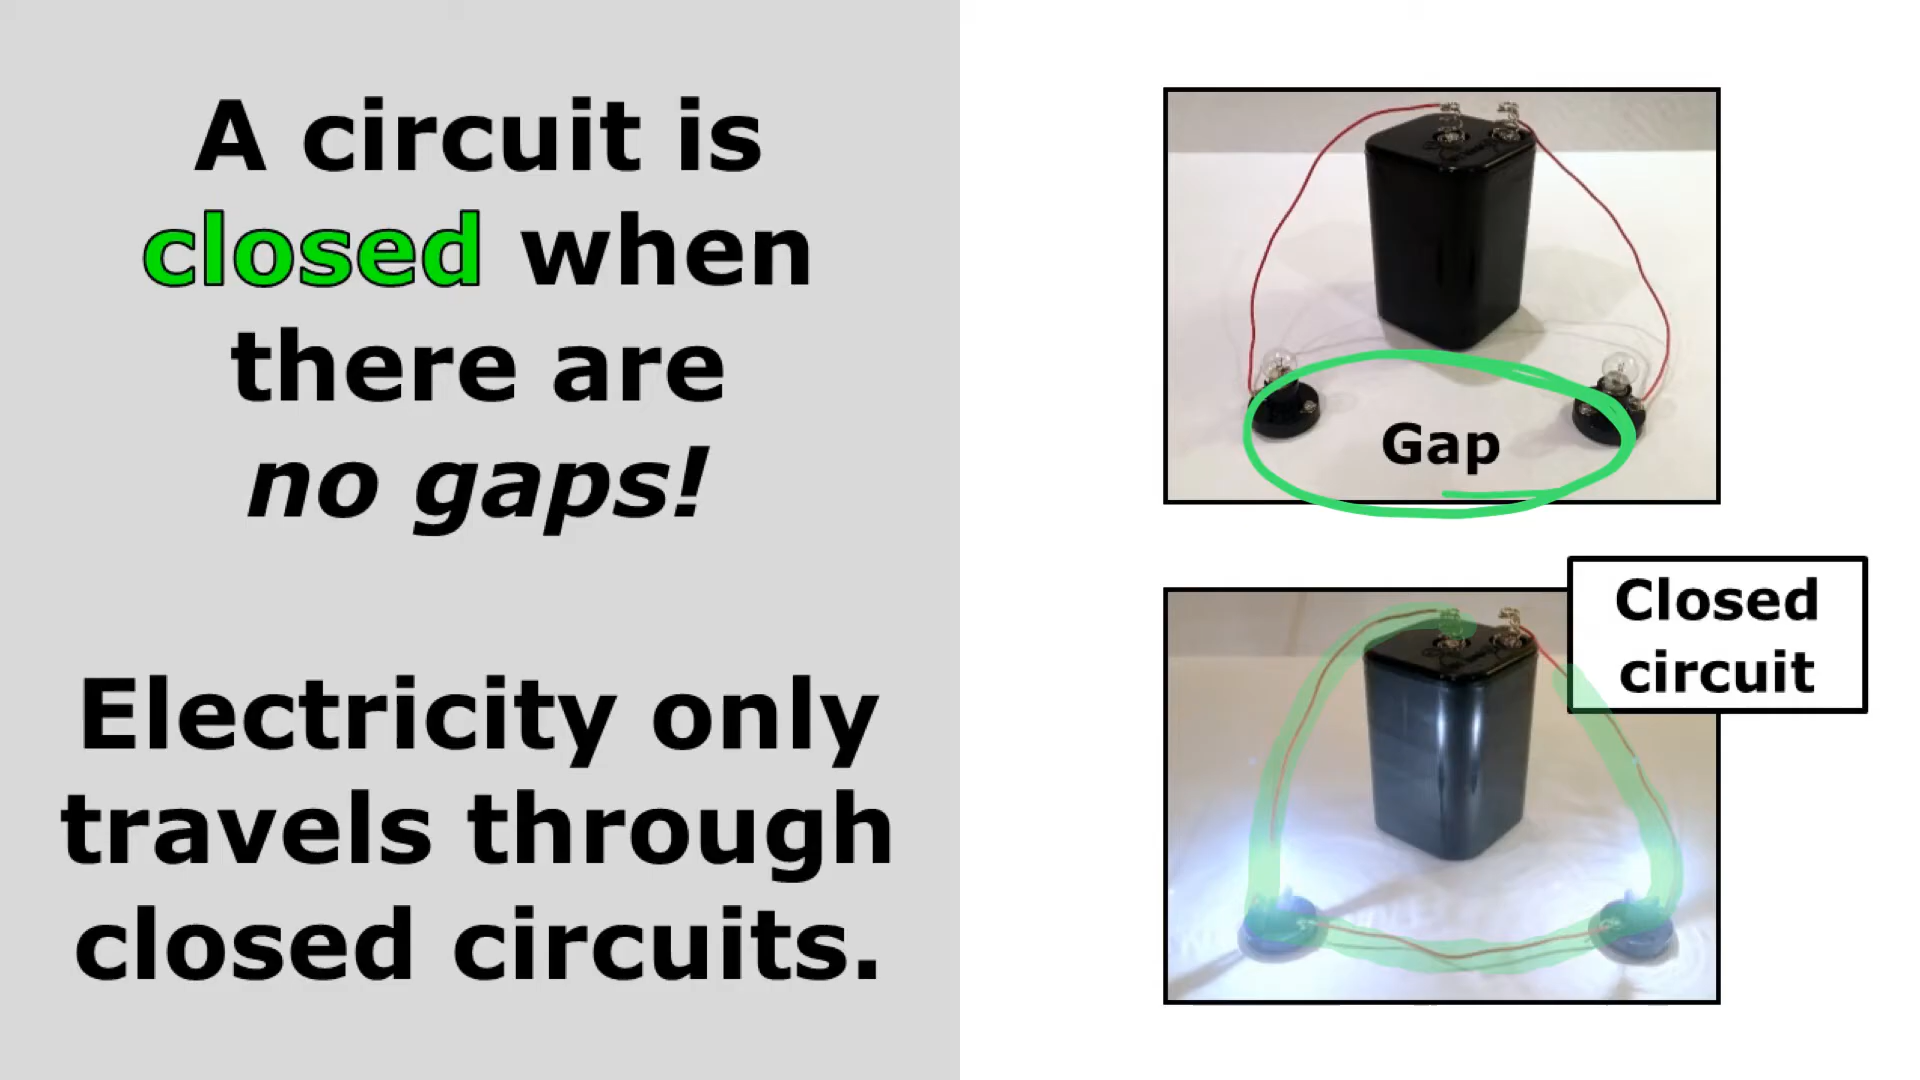 A circuit is
closed when
there are
no gaps!
Electricity only
travels through
closed circuits.
Gap
Closed
circuit